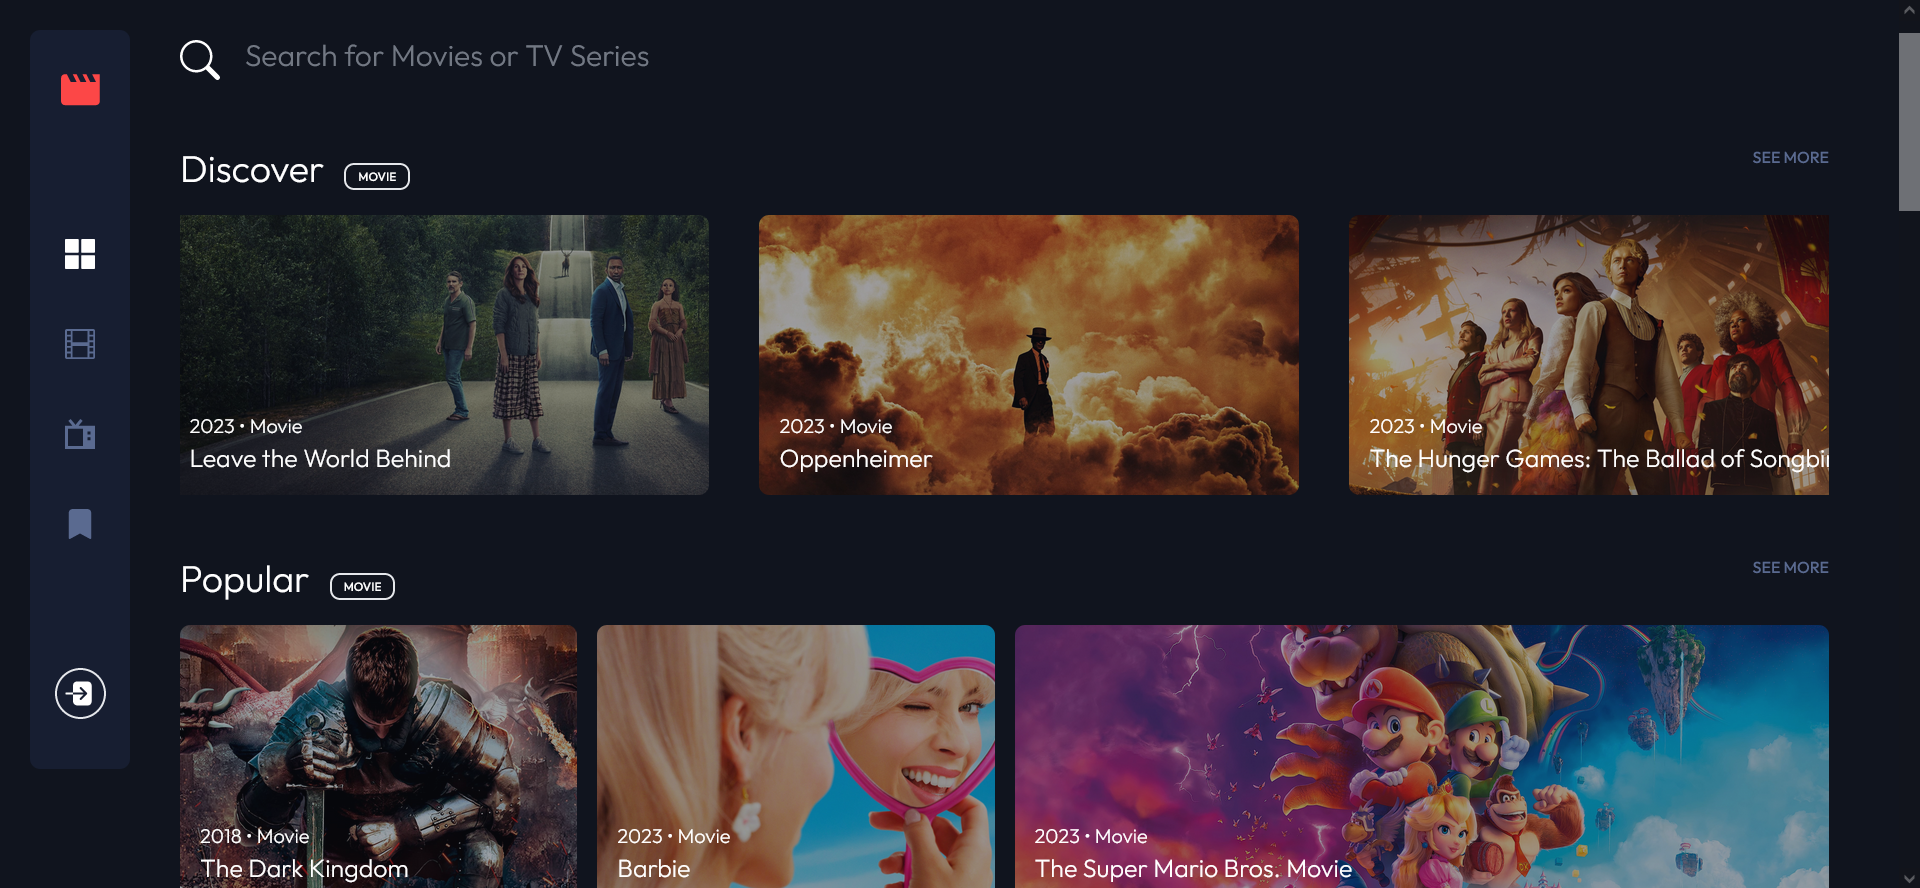 Search for Movies or TV Series
Discover
MOVIE
SEE MORE
2023 • Movie
Leave the World Behind
2023 • Movie
Oppenheimer
2023 • Movie
The Hunger Games: The Ballad of Songbir
Popular
MOVIE
SEE MORE
2018 • Movie
The Dark Kingdom
2023 • Movie
Barbie
2023 • Movie
The Super Mario Bros. Movie